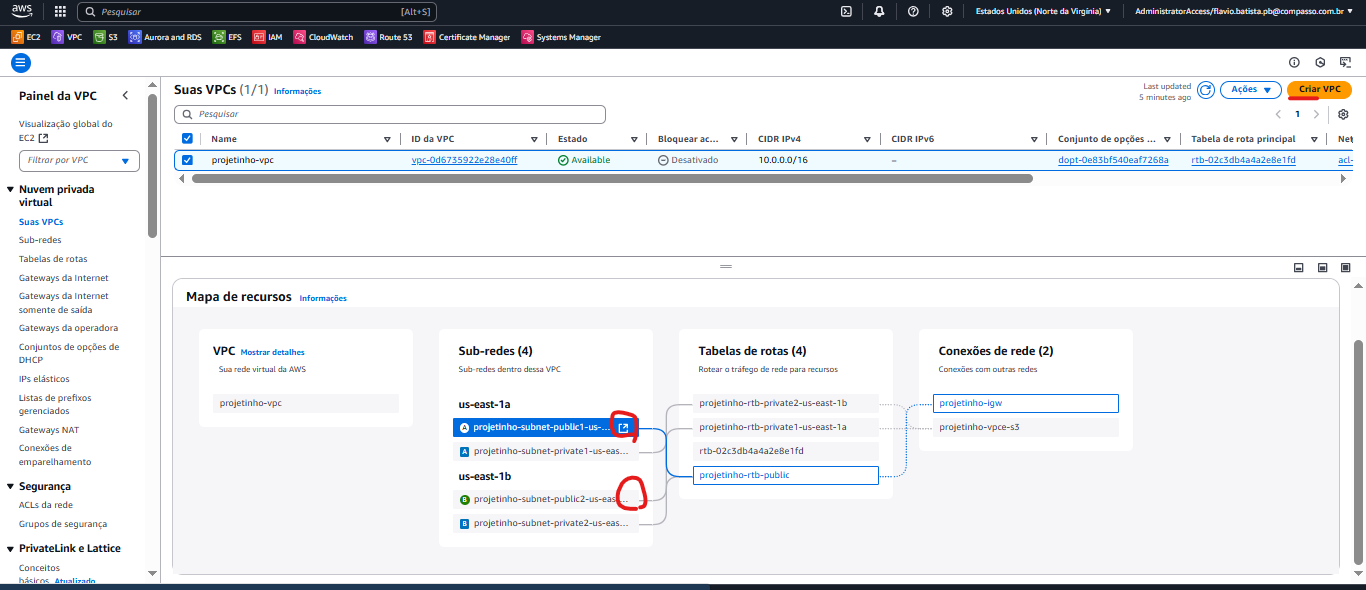 aws
Pesquisar [Alt+S]
Estados Unidos (Norte da Virgínia)
AdministratorAccess/flavio.batista.pb@compasso.com.br
EC2 VPC S3 Aurora and RDS EFS IAM CloudWatch Route 53 Certificate Manager Systems Manager
Painel da VPC
Visualização global do
EC2
Filtrar por VPC
Nuvem privada
virtual
Suas VPCs
Sub-redes
Tabelas de rotas
Gateways da Internet
Gateways da Internet
somente de saída
Gateways da operadora
Conjuntos de opções de
DHCP
IPs elásticos
Listas de prefixos
gerenciados
Gateways NAT
Conexões de
emparelhamento
Segurança
ACLs da rede
Grupos de segurança
PrivateLink e Lattice
Conceitos
básicos Atualizado
Suas VPCs (1/1) Informações
Last updated
5 minutes ago
Ações
Criar VPC
Pesquisar
1
Name ID da VPC Estado Bloquear ac... CIDR IPv4 CIDR IPv6 Conjunto de opções ... Tabela de rota principal Net
projetinho-vpc vpc-0d6735922e28e40ff Available Desativado 10.0.0.0/16 – dopt-0e83bf540eaf7268a rtb-02c3db4a4a2e8e1fd acl-
Mapa de recursos Informações
VPC Mostrar detalhes
Sua rede virtual da AWS
projetinho-vpc
Sub-redes (4)
Sub-redes dentro dessa VPC
us-east-1a
A projetinho-subnet-public1-us-...
A projetinho-subnet-private1-us-eas...
us-east-1b
B projetinho-subnet-public2-us-east...
B projetinho-subnet-private2-us-eas...
Tabelas de rotas (4)
Rotear o tráfego de rede para recursos
projetinho-rtb-private2-us-east-1b
projetinho-rtb-private1-us-east-1a
rtb-02c3db4a4a2e8e1fd
projetinho-rtb-public
Conexões de rede (2)
Conexões com outras redes
projetinho-igw
projetinho-vpce-s3